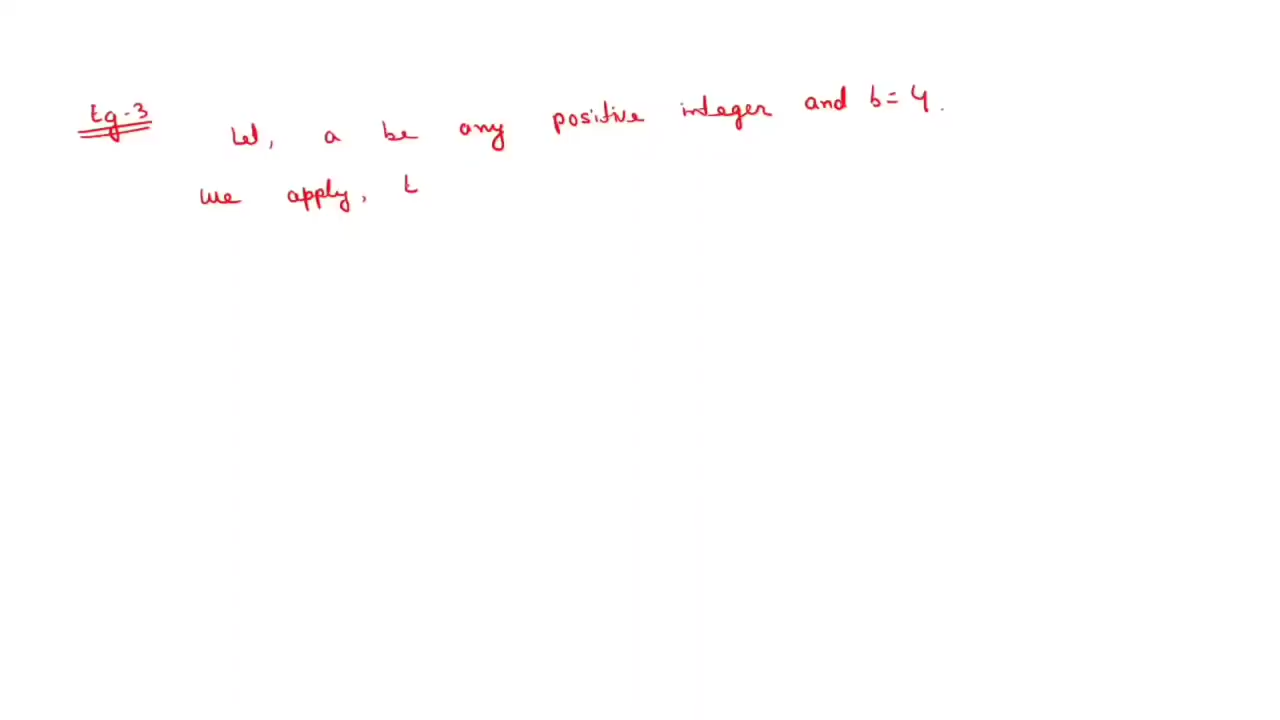 Eg-3 Let, a be any positive integer and b = 4.
we apply, E